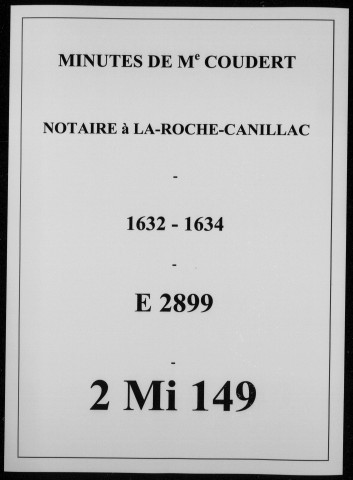 MINUTES DE Me COUDERT
NOTAIRE à LA-ROCHE-CANILLAC
-
1632 - 1634
-
E 2899
-
2 Mi 149